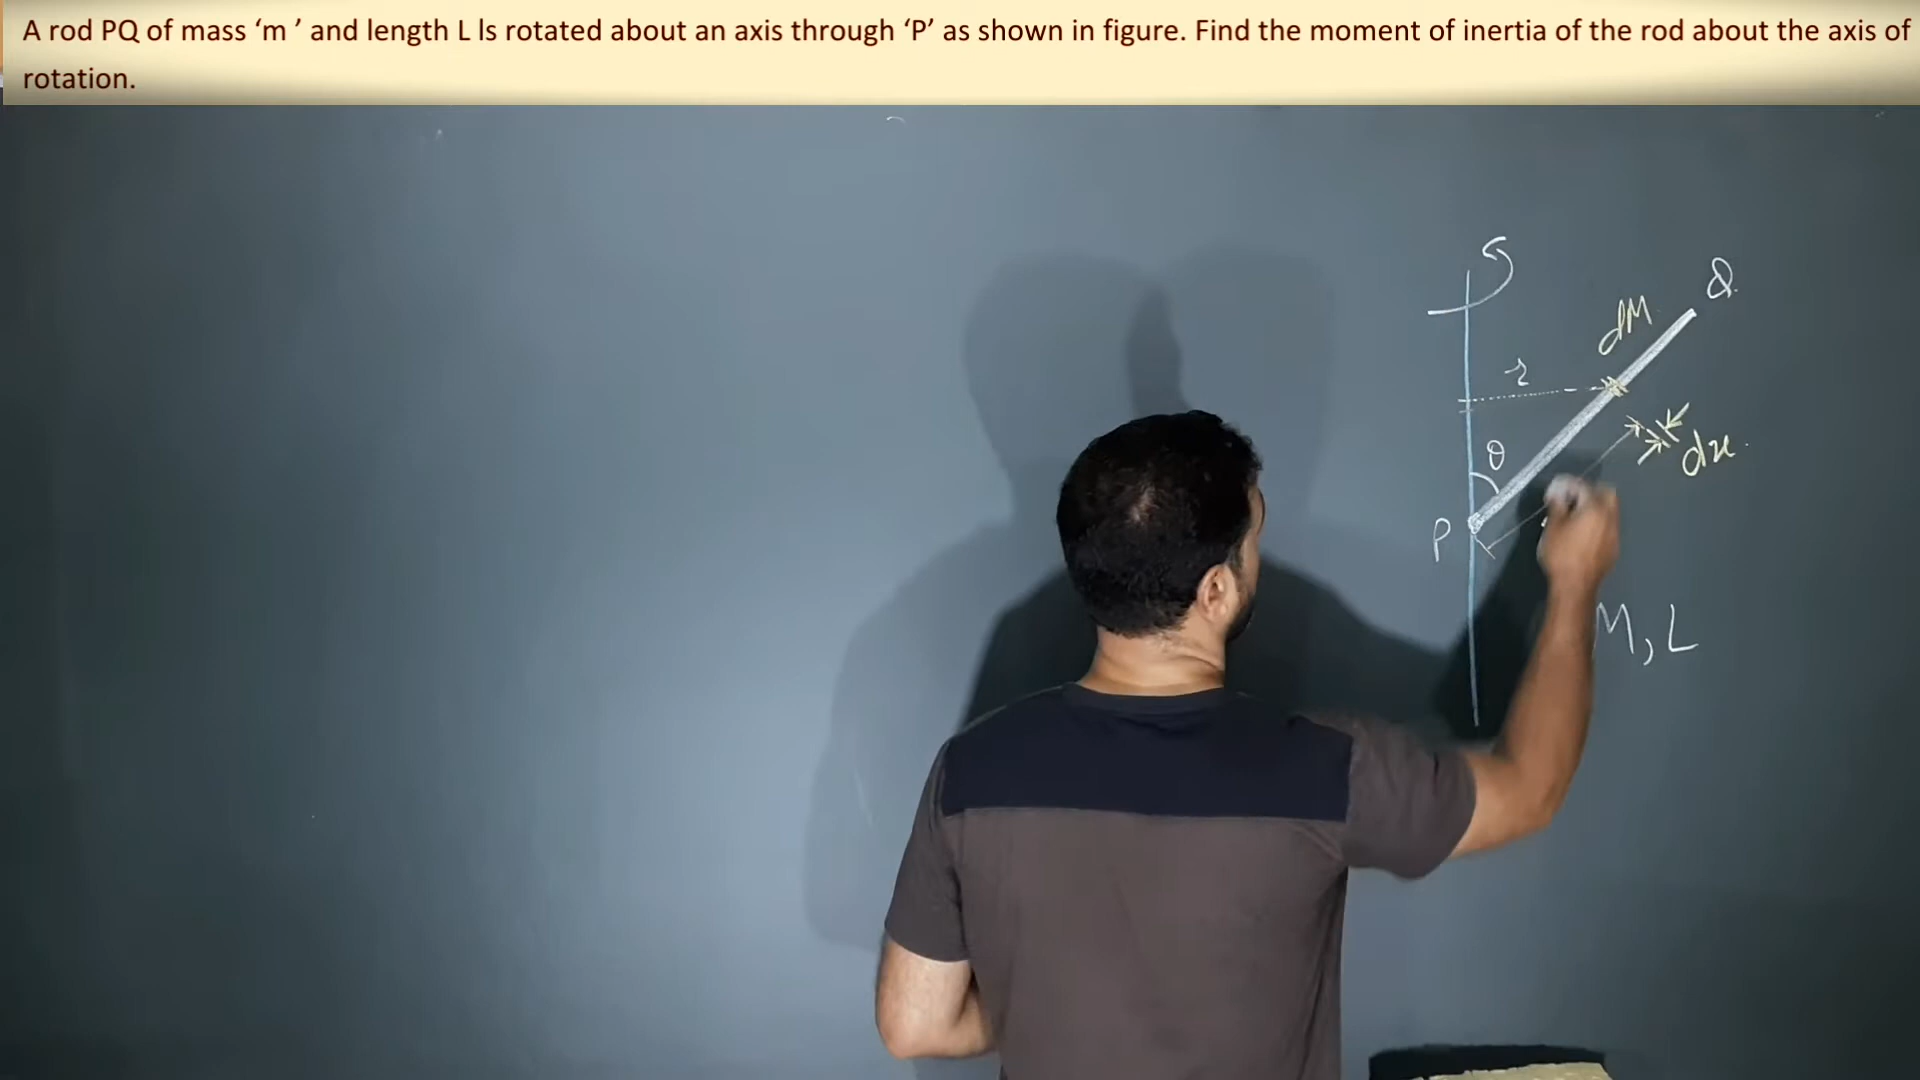 A rod PQ of mass ‘m ’ and length L ls rotated about an axis through ‘P’ as shown in figure. Find the moment of inertia of the rod about the axis of
rotation.
Q
dM
r
θ
dx
P
M, L